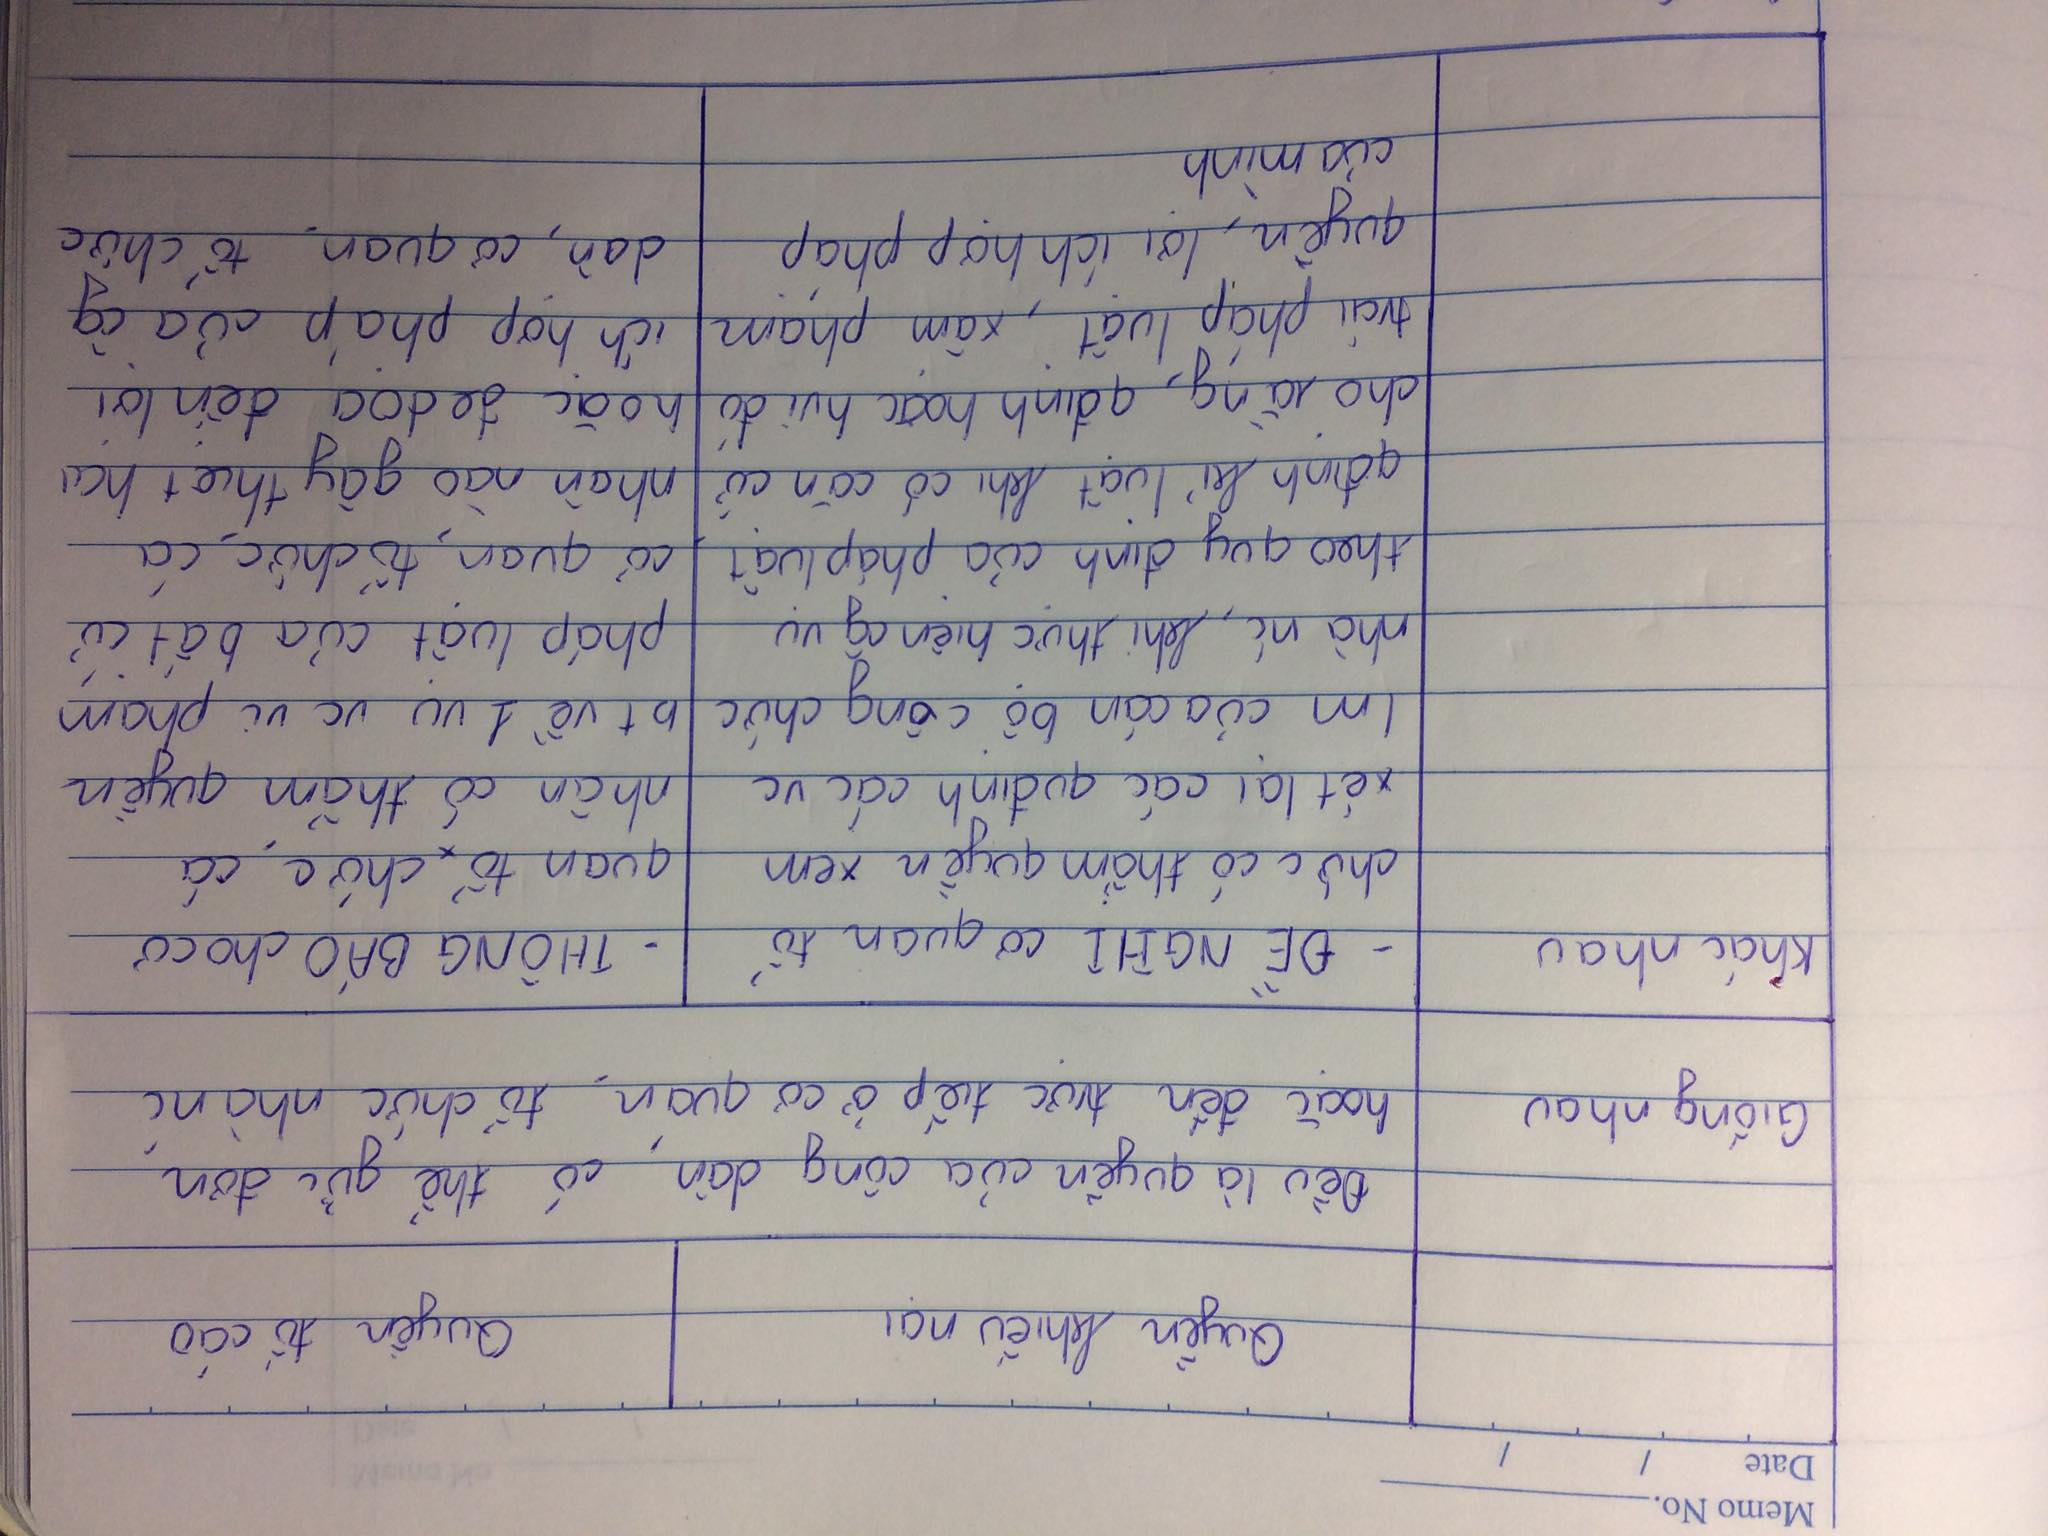 Memo No.
Date / /
Quyền khiếu nại Quyền tố cáo
Đều là quyền của công dân, có thể gửi đơn,
Giống nhau hoặc đến trực tiếp ở cơ quan, tổ chức nhà nc
Khác nhau - ĐỀ NGHỊ cơ quan tổ - THÔNG BÁO cho cơ
chức có thẩm quyền xem quan tổ chức, cá
xét lại các quđịnh các vc nhân có thẩm quyền
lm của cán bộ công chức bt về 1 vụ vc vi phạm
nhà nc, khi thực hiện cg vụ pháp luật của bất cứ
theo quy định của pháp luật, cơ quan, tổ chức, cá
qđịnh kỉ luật khi có căn cứ nhân nào gây thiệt hại
cho rằng, qđịnh hoặc hvi đó hoặc đe dọa đến lợi
trái pháp luật, xâm phạm ích hợp pháp của cg
quyền, lợi ích hợp pháp dân, cơ quan, tổ chức
của mình